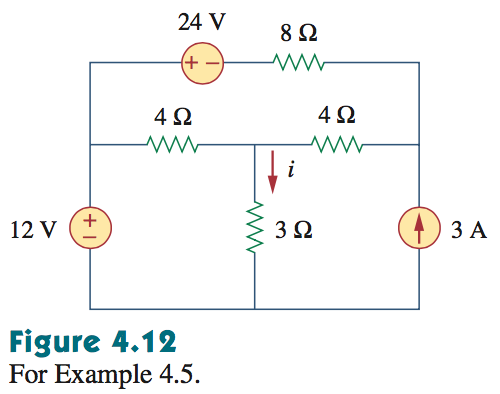 24 V
8 Ω
+ −
4 Ω
4 Ω
i
12 V
+
−
3 Ω
3 A
Figure 4.12
For Example 4.5.